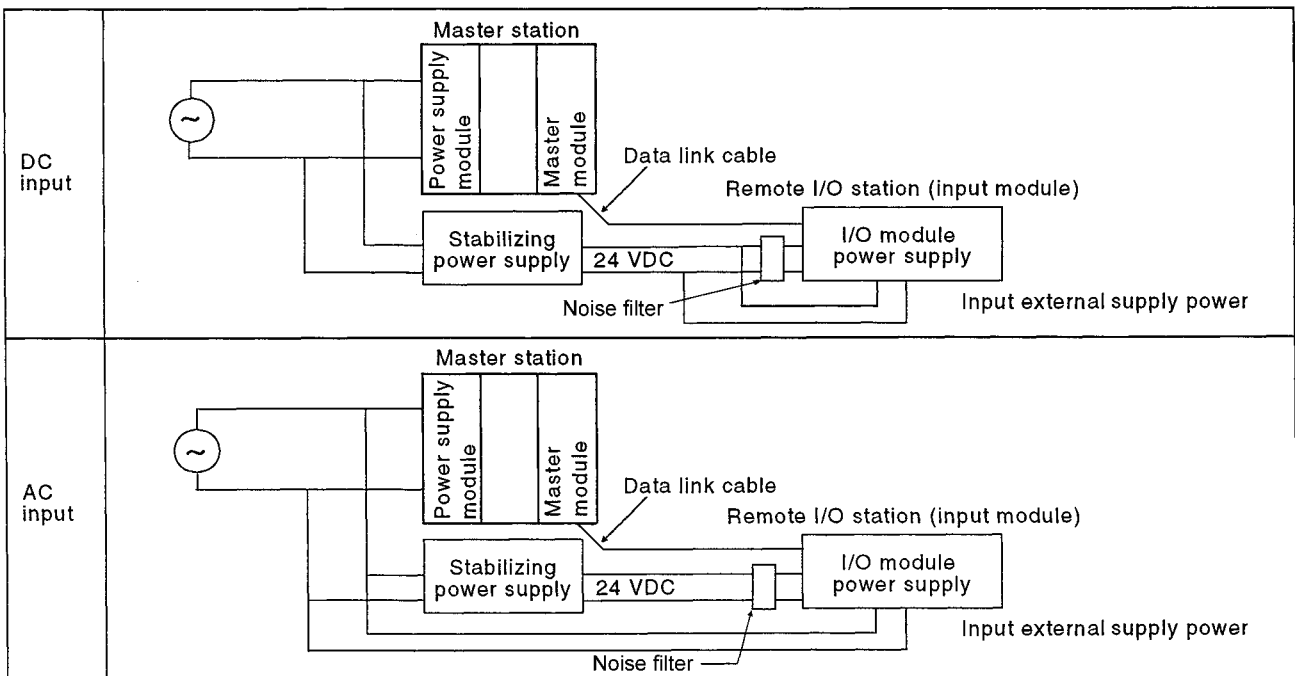 DC
input
Master station
~
Power supply
module
Master
module
Data link cable
Remote I/O station (input module)
Stabilizing
power supply
24 VDC
I/O module
power supply
Noise filter
Input external supply power
AC
input
Master station
~
Power supply
module
Master
module
Data link cable
Remote I/O station (input module)
Stabilizing
power supply
24 VDC
I/O module
power supply
Input external supply power
Noise filter